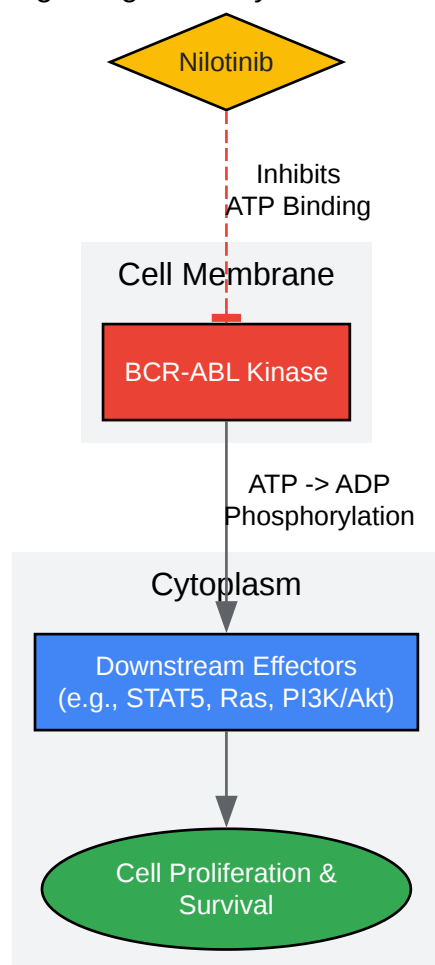 Nilotinib
Inhibits
ATP Binding
Cell Membrane
BCR-ABL Kinase
ATP -> ADP
Phosphorylation
Cytoplasm
Downstream Effectors
(e.g., STAT5, Ras, PI3K/Akt)
Cell Proliferation &
Survival